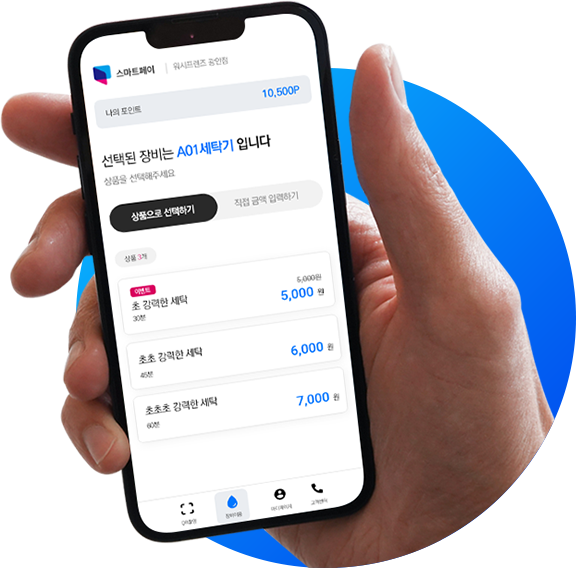 스마트페이 | 워시프렌즈 광안점
나의 포인트 10,500P
선택된 장비는 A01세탁기 입니다
상품을 선택해주세요
상품으로 선택하기 직접 금액 입력하기
상품 3개
이벤트
초 강력한 세탁 5,000원
30분 5,000 원
초초 강력한 세탁 6,000 원
45분
초초초 강력한 세탁 7,000 원
60분
QR촬영 장비이용 마이페이지 고객센터